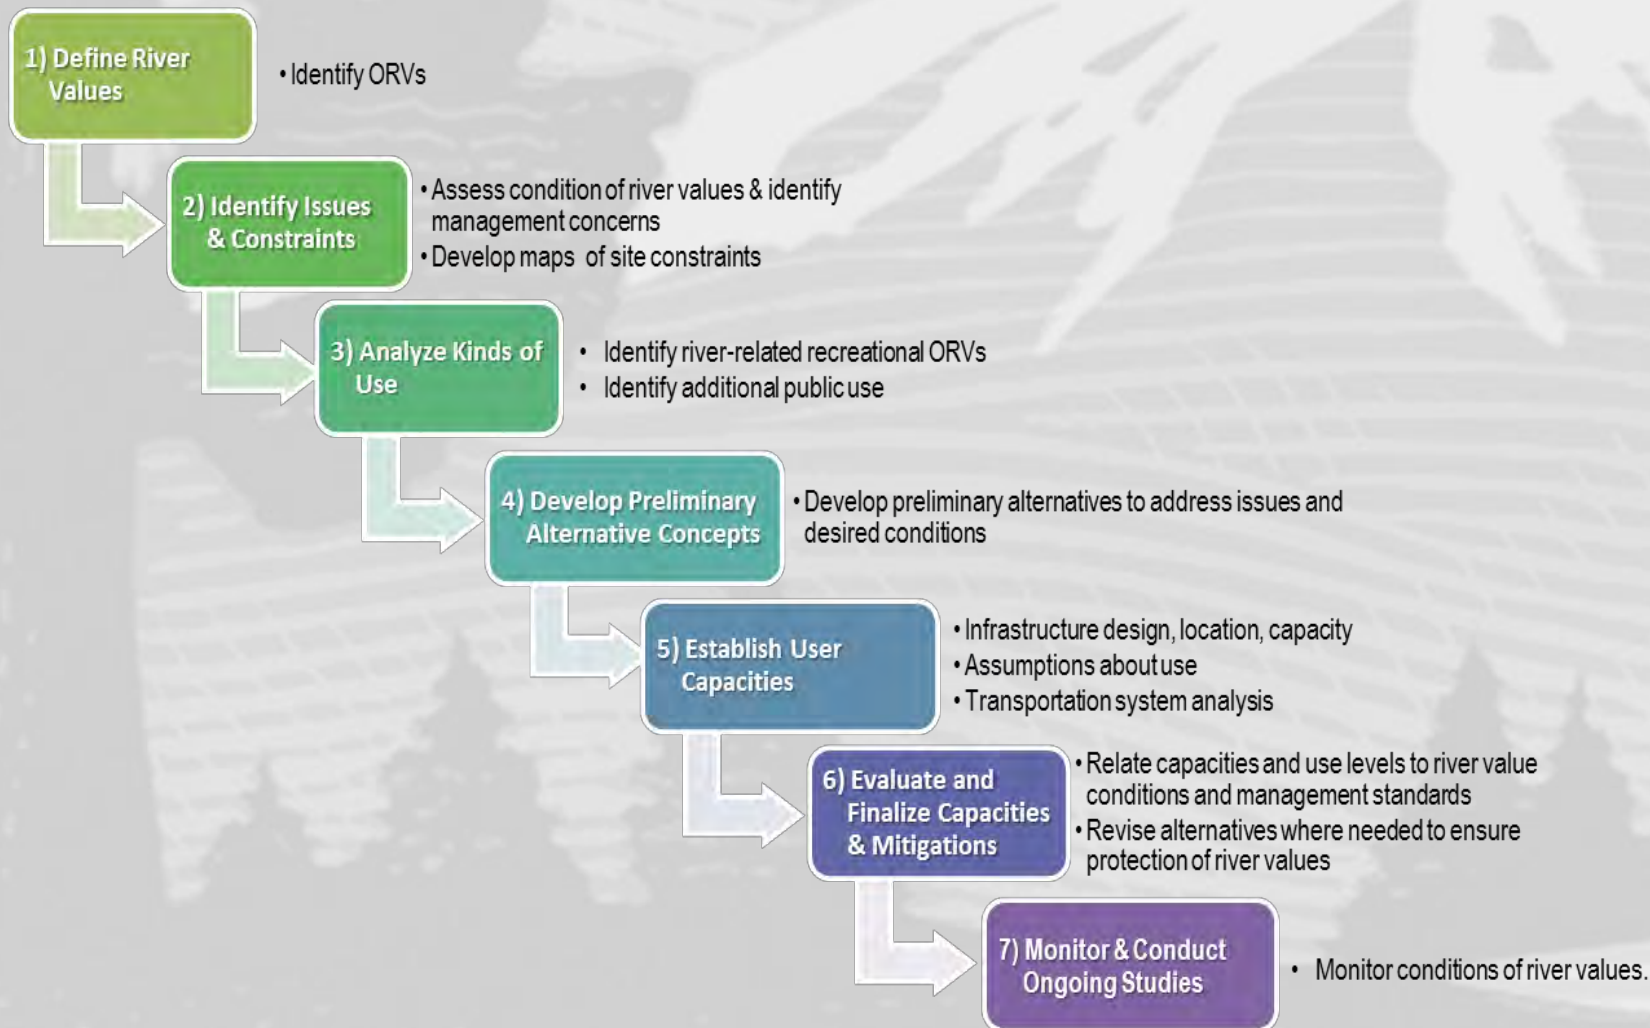 1) Define River
Values
• Identify ORVs
2) Identify Issues
& Constraints
• Assess condition of river values & identify
management concerns
• Develop maps of site constraints
3) Analyze Kinds of
Use
• Identify river-related recreational ORVs
• Identify additional public use
4) Develop Preliminary
Alternative Concepts
• Develop preliminary alternatives to address issues and
desired conditions
5) Establish User
Capacities
• Infrastructure design, location, capacity
• Assumptions about use
• Transportation system analysis
6) Evaluate and
Finalize Capacities
& Mitigations
• Relate capacities and use levels to river value
conditions and management standards
• Revise alternatives where needed to ensure
protection of river values
7) Monitor & Conduct
Ongoing Studies
• Monitor conditions of river values.